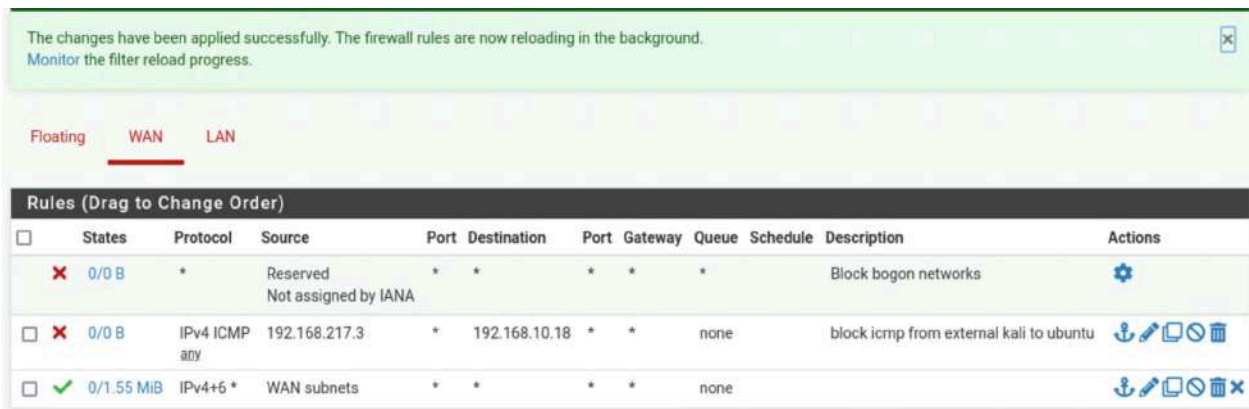 The changes have been applied successfully. The firewall rules are now reloading in the background.
Monitor the filter reload progress.
Floating WAN LAN
Rules (Drag to Change Order)
States Protocol Source Port Destination Port Gateway Queue Schedule Description Actions
0/0 B * Reserved * * * * * Block bogon networks
Not assigned by IANA
0/0 B IPv4 ICMP 192.168.217.3 * 192.168.10.18 * * none block icmp from external kali to ubuntu
any
0/1.55 MiB IPv4+6 * WAN subnets * * * * none